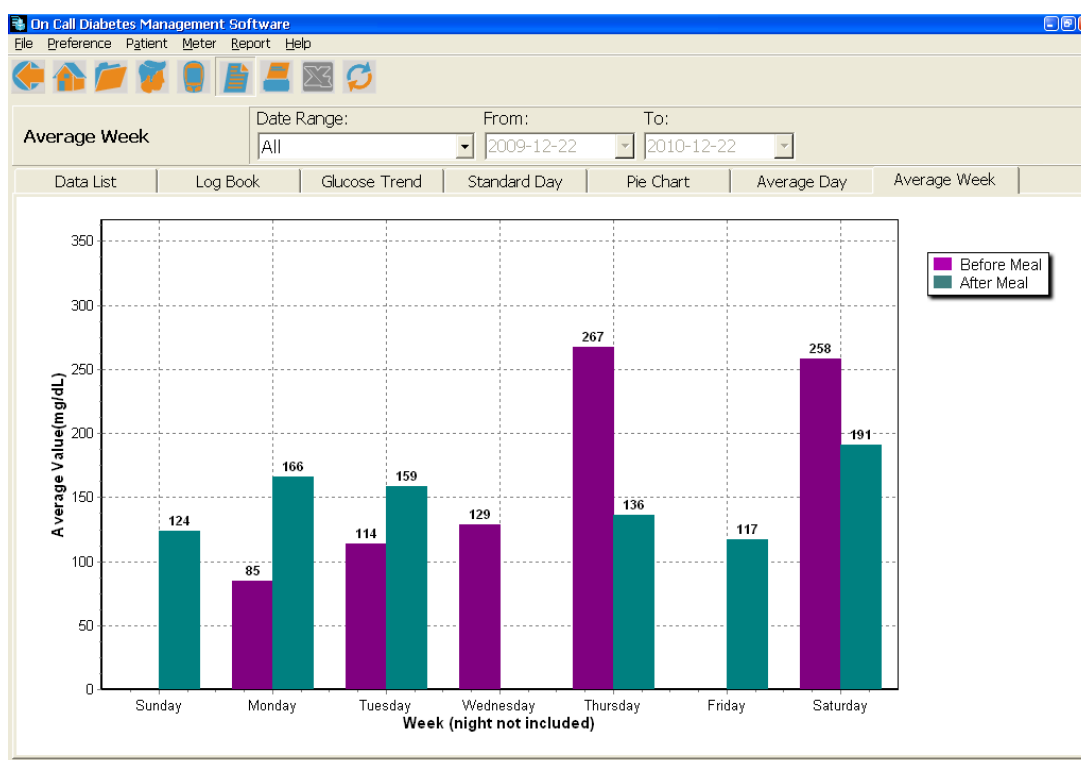 On Call Diabetes Management Software
File Preference Patient Meter Report Help
Average Week
Date Range: From: To:
All 2009-12-22 2010-12-22
Data List Log Book Glucose Trend Standard Day Pie Chart Average Day Average Week
Before Meal
After Meal
Average Value(mg/dL)
350
300
250
200
150
100
50
0
124
85
166
114
159
129
267
136
117
258
191
Sunday Monday Tuesday Wednesday Thursday Friday Saturday
Week (night not included)